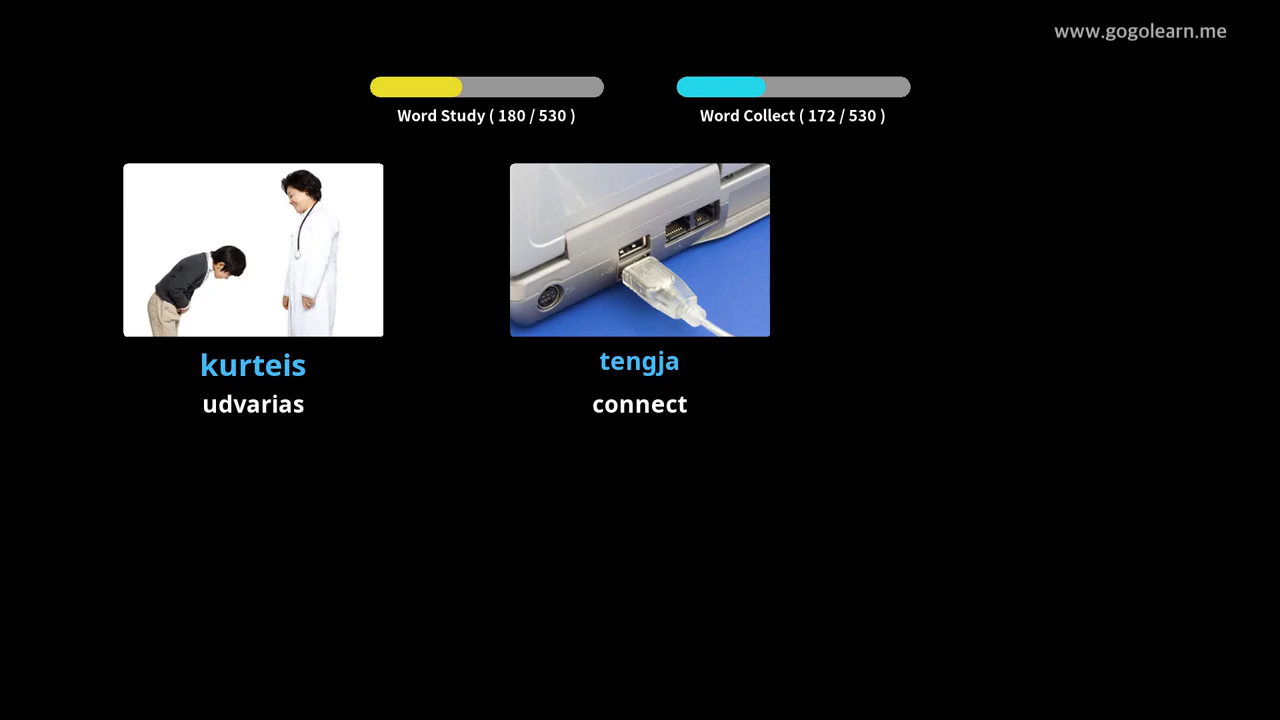 www.gogolearn.me
Word Study ( 180 / 530 )
Word Collect ( 172 / 530 )
kurteis
udvarias
tengja
connect